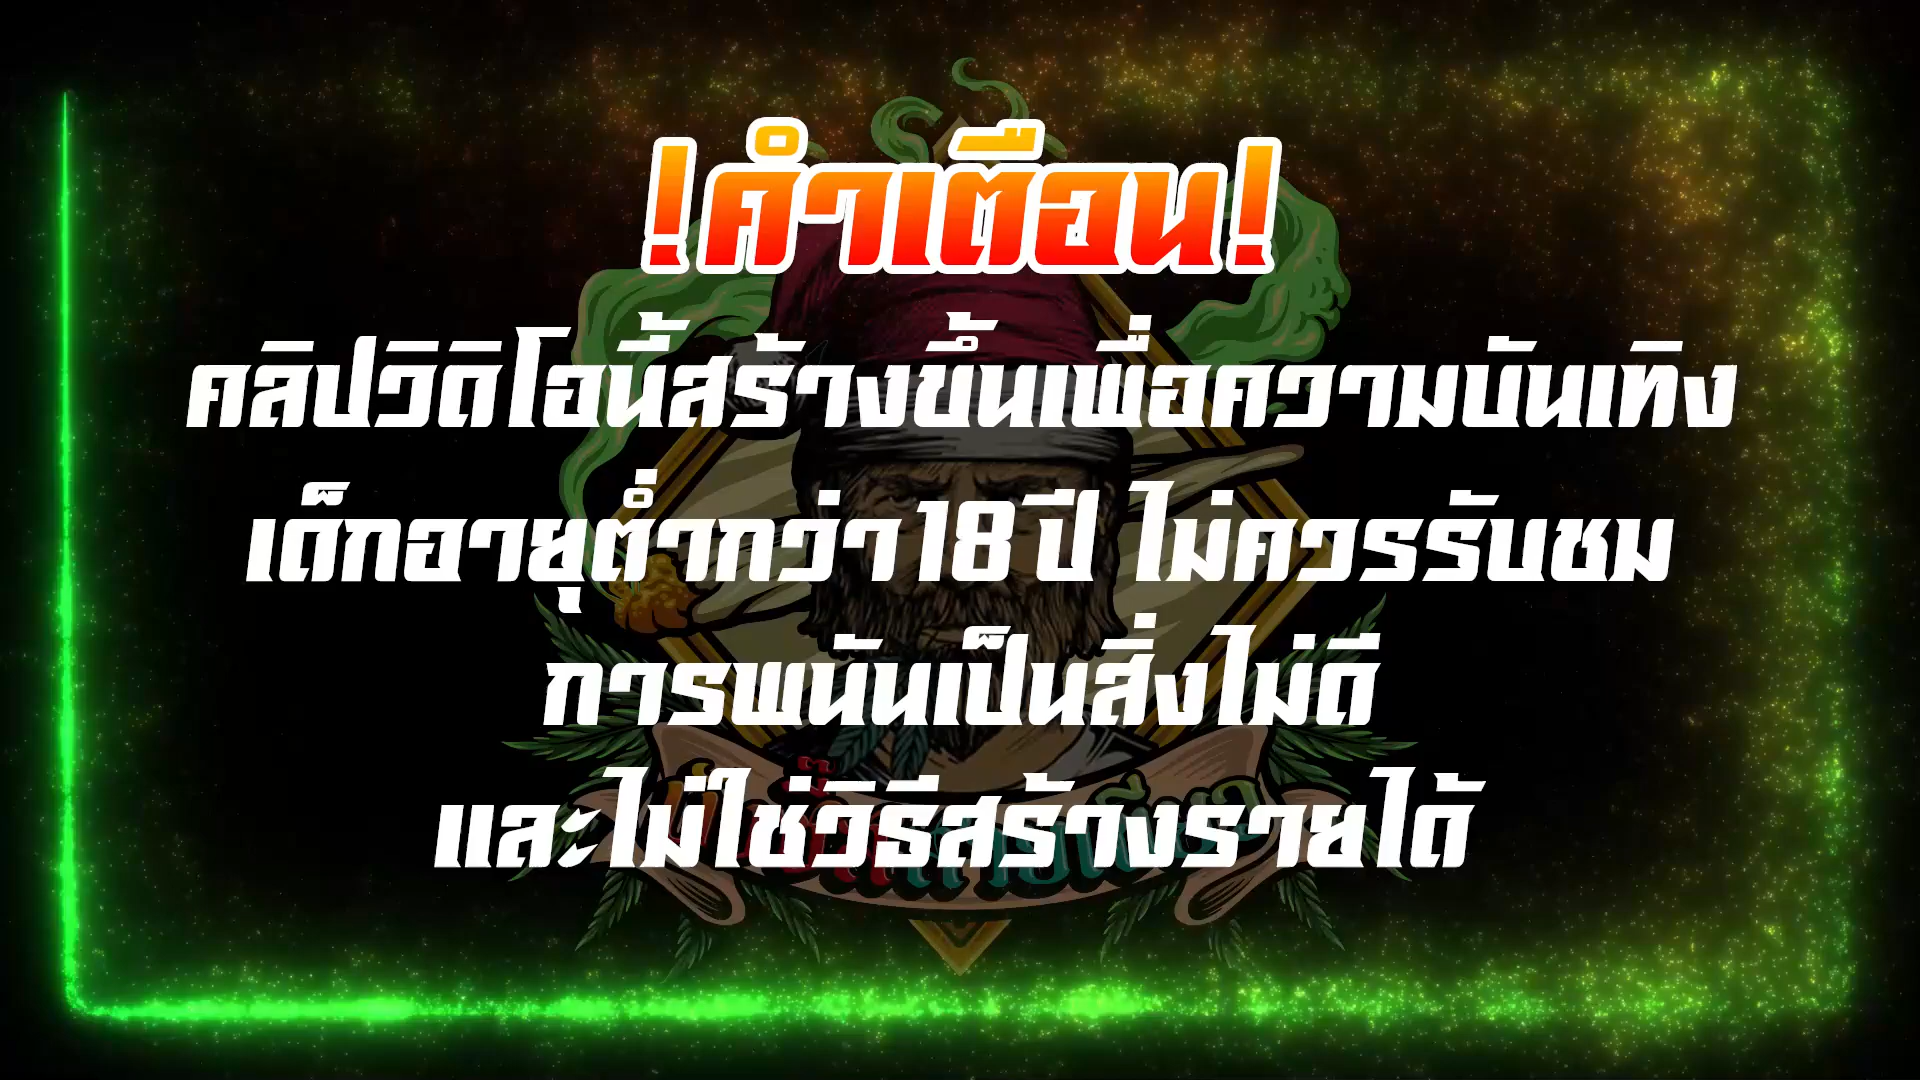 !คำเตือน!
คลิปวิดิโอนี้สร้างขึ้นเพื่อความบันเทิง
เด็กอายุต่ำกว่า 18 ปี ไม่ควรรับชม
การพนันเป็นสิ่งไม่ดี
และไม่ใช่วิธีสร้างรายได้